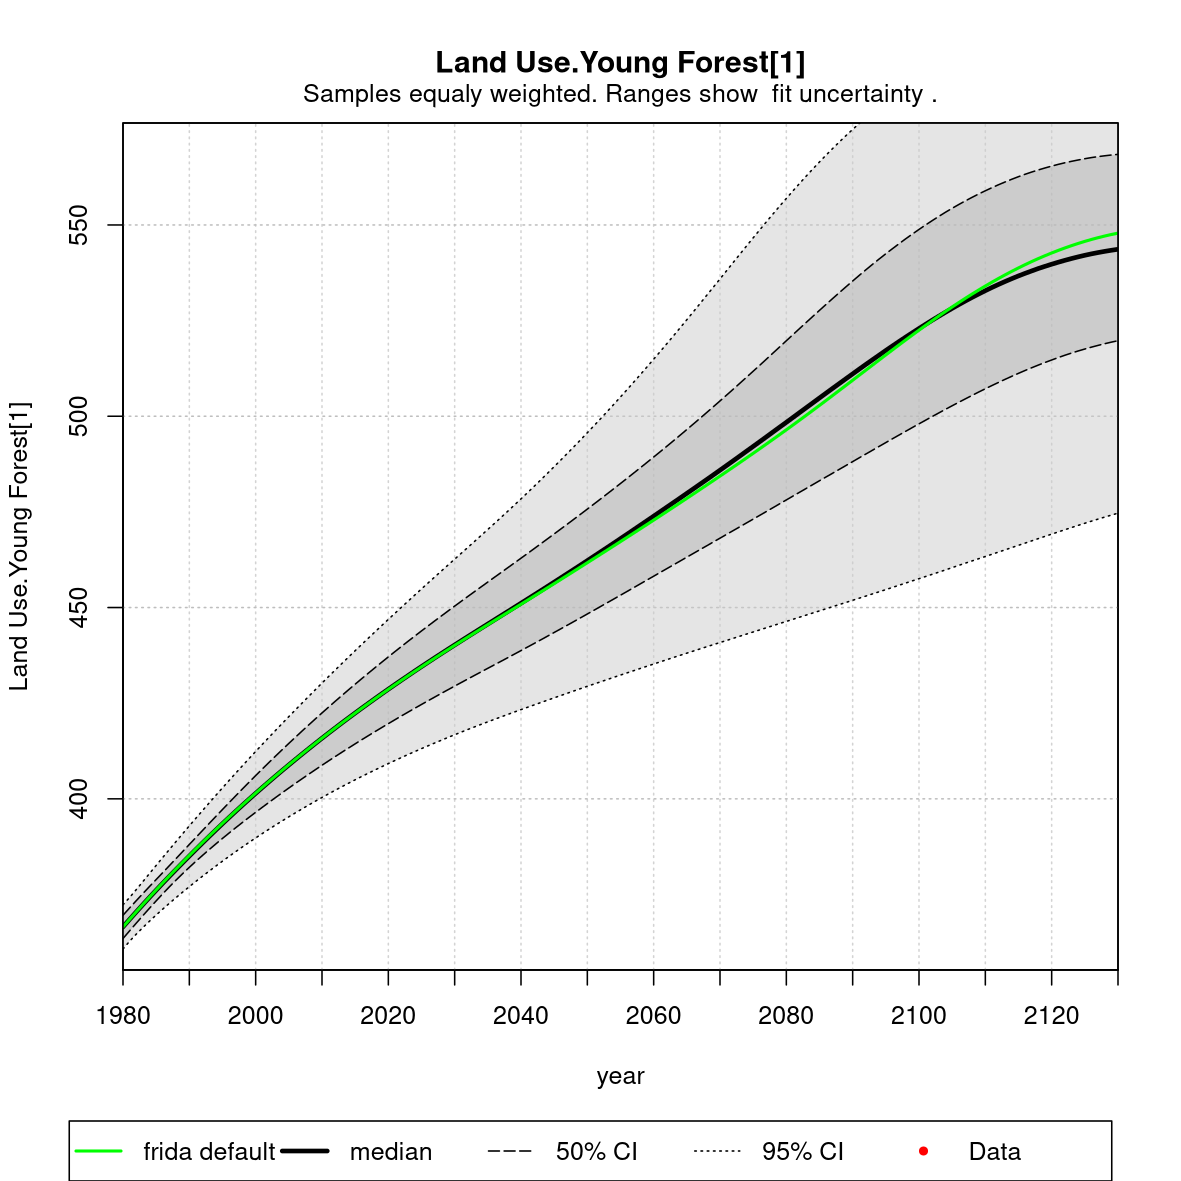 Land Use.Young Forest[1]
Samples equaly weighted. Ranges show  fit uncertainty .
Land Use.Young Forest[1]
550
500
450
400
1980 2000 2020 2040 2060 2080 2100 2120
year
frida default median 50% CI 95% CI Data